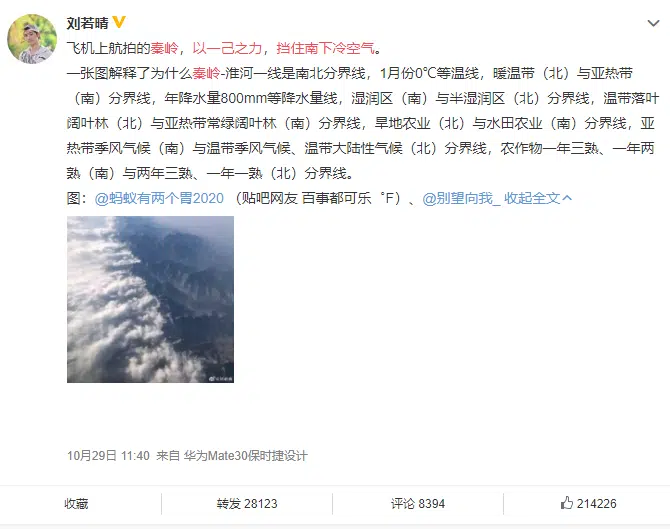 刘若晴
飞机上航拍的秦岭，以一己之力，挡住南下冷空气。
一张图解释了为什么秦岭-淮河一线是南北分界线，1月份0℃等温线，暖温带（北）与亚热带
（南）分界线，年降水量800mm等降水量线，湿润区（南）与半湿润区（北）分界线，温带落叶
阔叶林（北）与亚热带常绿阔叶林（南）分界线，旱地农业（北）与水田农业（南）分界线，亚
热带季风气候（南）与温带季风气候、温带大陆性气候（北）分界线，农作物一年三熟、一年两
熟（南）与两年三熟、一年一熟（北）分界线。
图：@蚂蚁有两个胃2020 （贴吧网友 百事都可乐゜F）、@别望向我_ 收起全文
10月29日 11:40 来自 华为Mate30保时捷设计
收藏
转发 28123
评论 8394
214226